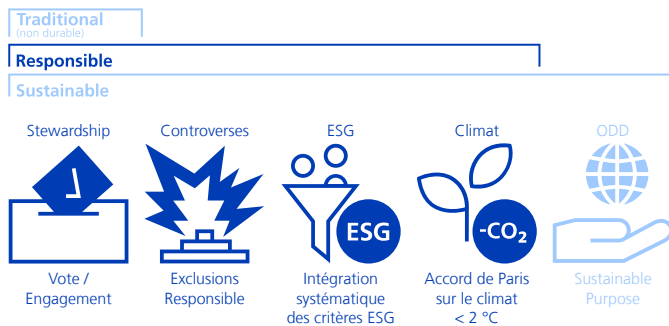 Traditional
(non durable)
Responsible
Sustainable
Stewardship
Controverses
ESG
Climat
ODD
ESG
-CO₂
Vote /
Engagement
Exclusions
Responsible
Intégration
systématique
des critères ESG
Accord de Paris
sur le climat
< 2 °C
Sustainable
Purpose